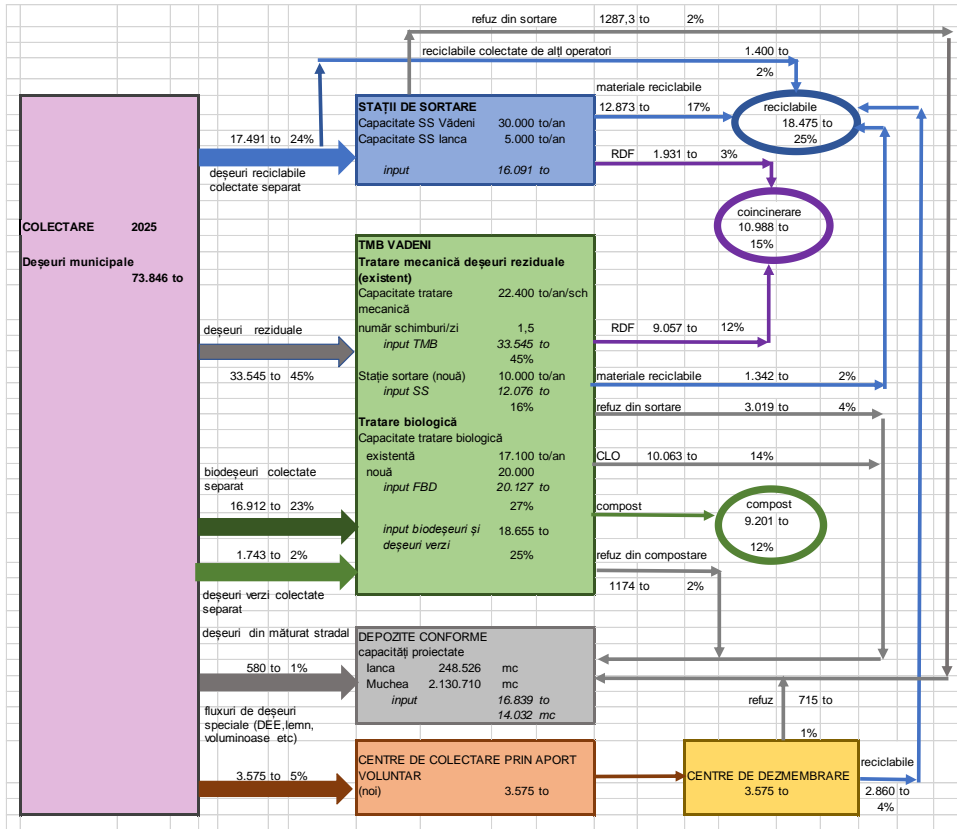 refuz din sortare 1287,3 to 2%
reciclabile colectate de alți operatori 1.400 to
2%
COLECTARE 2025
Deșeuri municipale
73.846 to
17.491 to 24%
deșeuri reciclabile
colectate separat
STAȚII DE SORTARE
Capacitate SS Vădeni 30.000 to/an
Capacitate SS Ianca 5.000 to/an
input 16.091 to
materiale reciclabile
12.873 to 17%
reciclabile
18.475 to
25%
RDF 1.931 to 3%
coincinerare
10.988 to
15%
TMB VADENI
Tratare mecanică deșeuri reziduale
(existent)
Capacitate tratare 22.400 to/an/sch
mecanică
număr schimburi/zi 1,5
input TMB 33.545 to
45%
Stație sortare (nouă) 10.000 to/an
input SS 12.076 to
16%
Tratare biologică
Capacitate tratare biologică
existentă 17.100 to/an
nouă 20.000
input FBD 20.127 to
27%
input biodeșeuri și 18.655 to
deșeuri verzi
25%
deșeuri reziduale
33.545 to 45%
biodeșeuri colectate
separat
16.912 to 23%
1.743 to 2%
deșeuri verzi colectate
separat
RDF 9.057 to 12%
materiale reciclabile 1.342 to 2%
refuz din sortare 3.019 to 4%
CLO 10.063 to 14%
compost
compost
9.201 to
12%
refuz din compostare
1174 to 2%
deșeuri din măturat stradal
580 to 1%
DEPOZITE CONFORME
capacități proiectate
Ianca 248.526 mc
Muchea 2.130.710 mc
input 16.839 to
14.032 mc
refuz 715 to
1%
fluxuri de deșeuri
speciale (DEE,lemn,
voluminoase etc)
3.575 to 5%
CENTRE DE COLECTARE PRIN APORT
VOLUNTAR
(noi) 3.575 to
CENTRE DE DEZMEMBRARE
3.575 to
reciclabile
2.860 to
4%